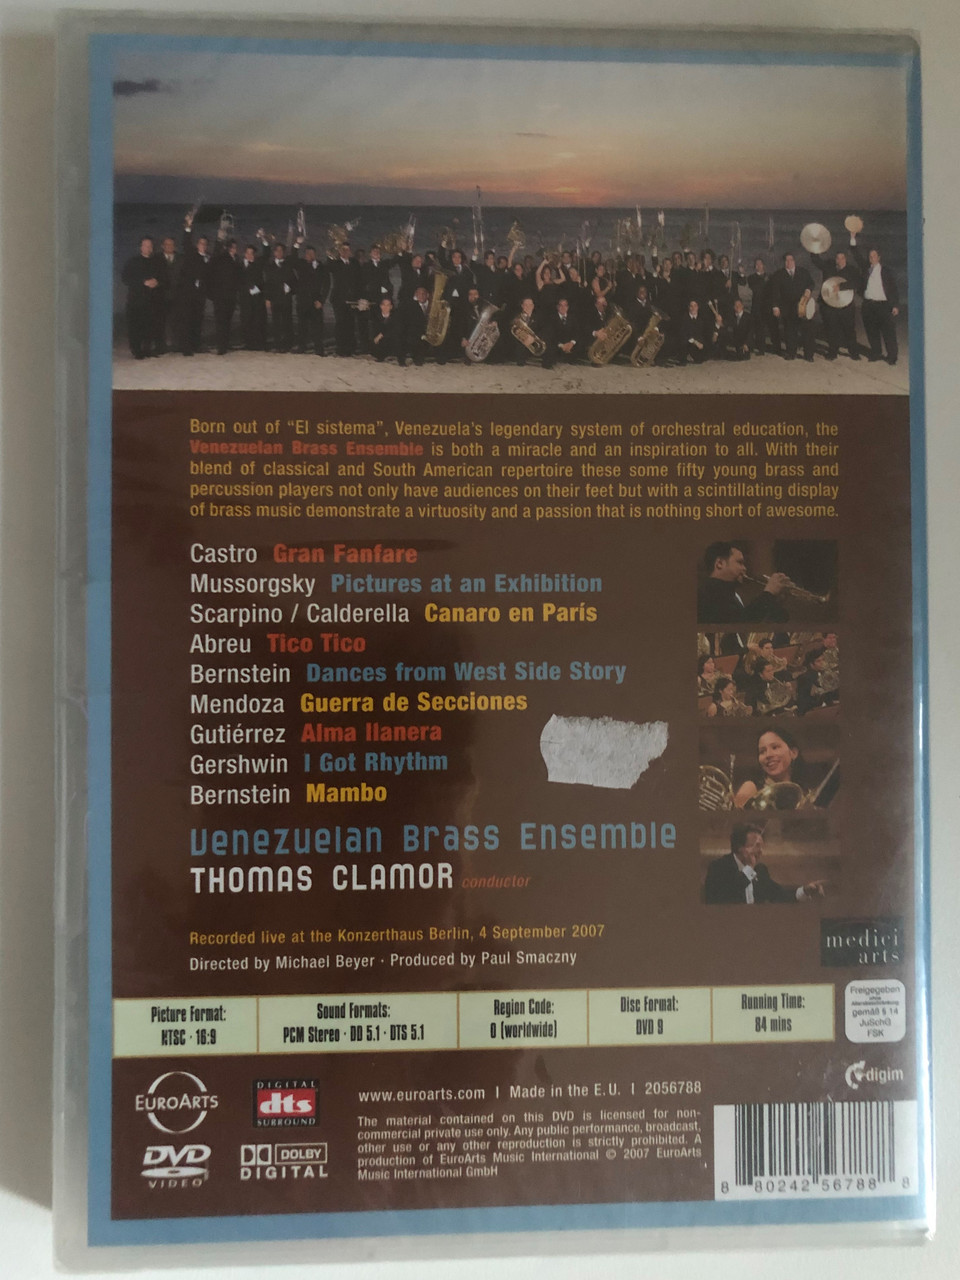 Born out of “El sistema”, Venezuela's legendary system of orchestral education, the
Venezuelan Brass Ensemble is both a miracle and an inspiration to all. With their
blend of classical and South American repertoire these some fifty young brass and
percussion players not only have audiences on their feet but with a scintillating display
of brass music demonstrate a virtuosity and a passion that is nothing short of awesome.
Castro Gran Fanfare
Mussorgsky Pictures at an Exhibition
Scarpino / Calderella Canaro en París
Abreu Tico Tico
Bernstein Dances from West Side Story
Mendoza Guerra de Secciones
Gutiérrez Alma llanera
Gershwin I Got Rhythm
Bernstein Mambo
Venezuelan Brass Ensemble
THOMAS CLAMOR conductor
Recorded live at the Konzerthaus Berlin, 4 September 2007
Directed by Michael Beyer · Produced by Paul Smaczny
medici
arts
Picture Format:
NTSC · 16:9
Sound Formats:
PCM Stereo · DD 5.1 · DTS 5.1
Region Code:
0 (worldwide)
Disc Format:
DVD 9
Running Time:
84 mins
Freigegeben
ohne
Altersbeschränkung
gemäß § 14
JuSchG
FSK
digim
EUROARTS
DIGITAL
dts
SURROUND
DVD
VIDEO
DOLBY
DIGITAL
www.euroarts.com | Made in the E.U. | 2056788
The material contained on this DVD is licensed for non-
commercial private use only. Any public performance, broadcast,
other use or any other reproduction is strictly prohibited. A
production of EuroArts Music International © 2007 EuroArts
Music International GmbH
8 80242 56788 8